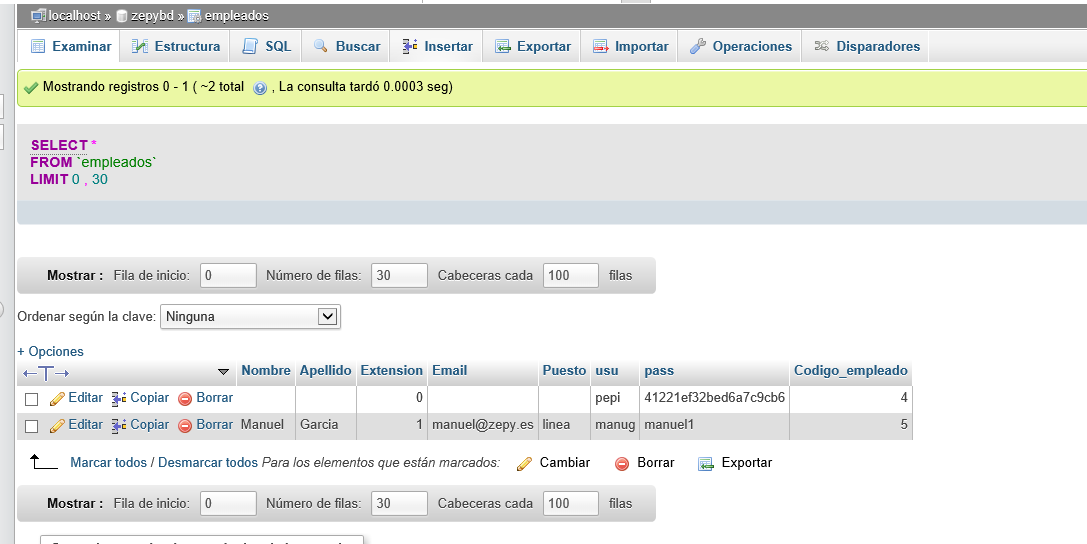 localhost » zepybd » empleados
Examinar Estructura SQL Buscar Insertar Exportar Importar Operaciones Disparadores
Mostrando registros 0 - 1 ( ~2 total , La consulta tardó 0.0003 seg)
SELECT *
FROM `empleados`
LIMIT 0 , 30
Mostrar : Fila de inicio: 0 Número de filas: 30 Cabeceras cada 100 filas
Ordenar según la clave: Ninguna
+ Opciones
←T→ Nombre Apellido Extension Email Puesto usu pass Codigo_empleado
Editar Copiar Borrar 0 pepi 41221ef32bed6a7c9cb6 4
Editar Copiar Borrar Manuel Garcia 1 manuel@zepy.es linea manug manuel1 5
Marcar todos / Desmarcar todos Para los elementos que están marcados: Cambiar Borrar Exportar
Mostrar : Fila de inicio: 0 Número de filas: 30 Cabeceras cada 100 filas